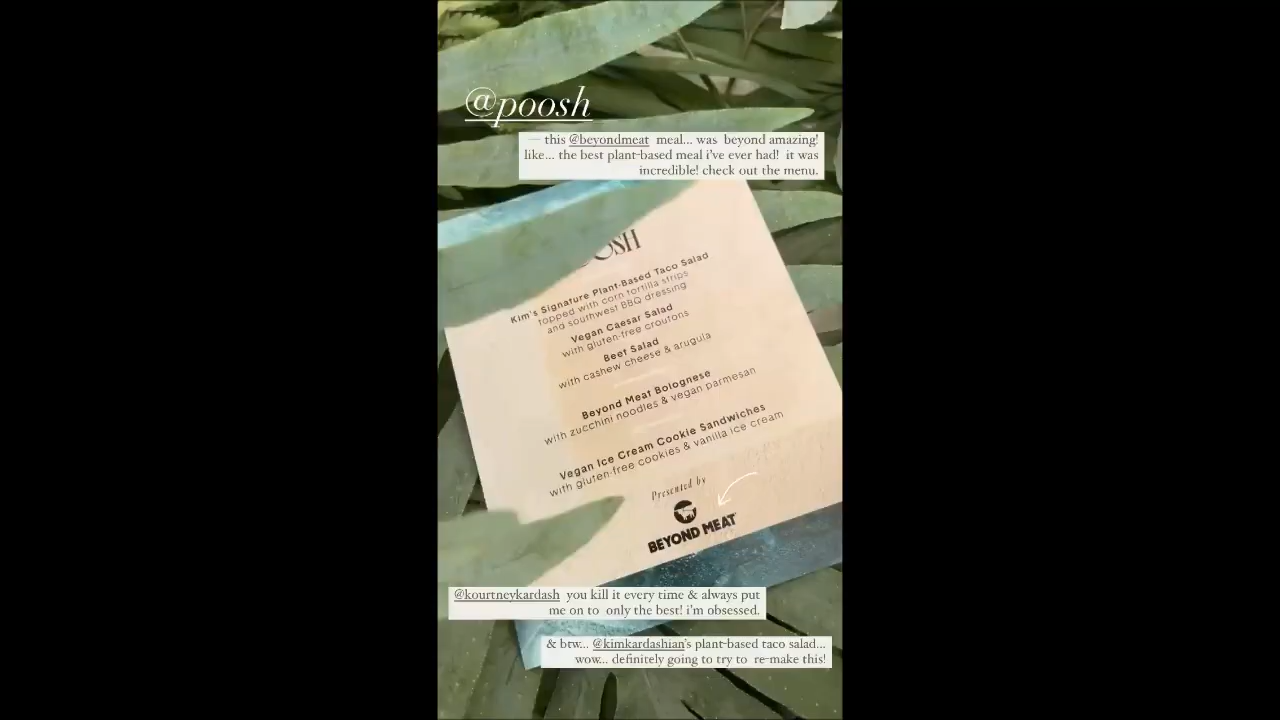 @poosh
this @beyondmeat meal... was beyond amazing!
like... the best plant-based meal i've ever had! it was
incredible! check out the menu.
Kim's Signature Plant-Based Taco Salad
topped with corn tortilla strips
and southwest BBQ dressing
Vegan Caesar Salad
with gluten-free croutons
Beet Salad
with cashew cheese & arugula
Beyond Meat Bolognese
with zucchini noodles & vegan parmesan
Vegan Ice Cream Cookie Sandwiches
with gluten-free cookies & vanilla ice cream
Presented by
BEYOND MEAT
@kourtneykardash you kill it every time & always put
me on to only the best! i'm obsessed.
& btw... @kimkardashian's plant-based taco salad...
wow... definitely going to try to re-make this!